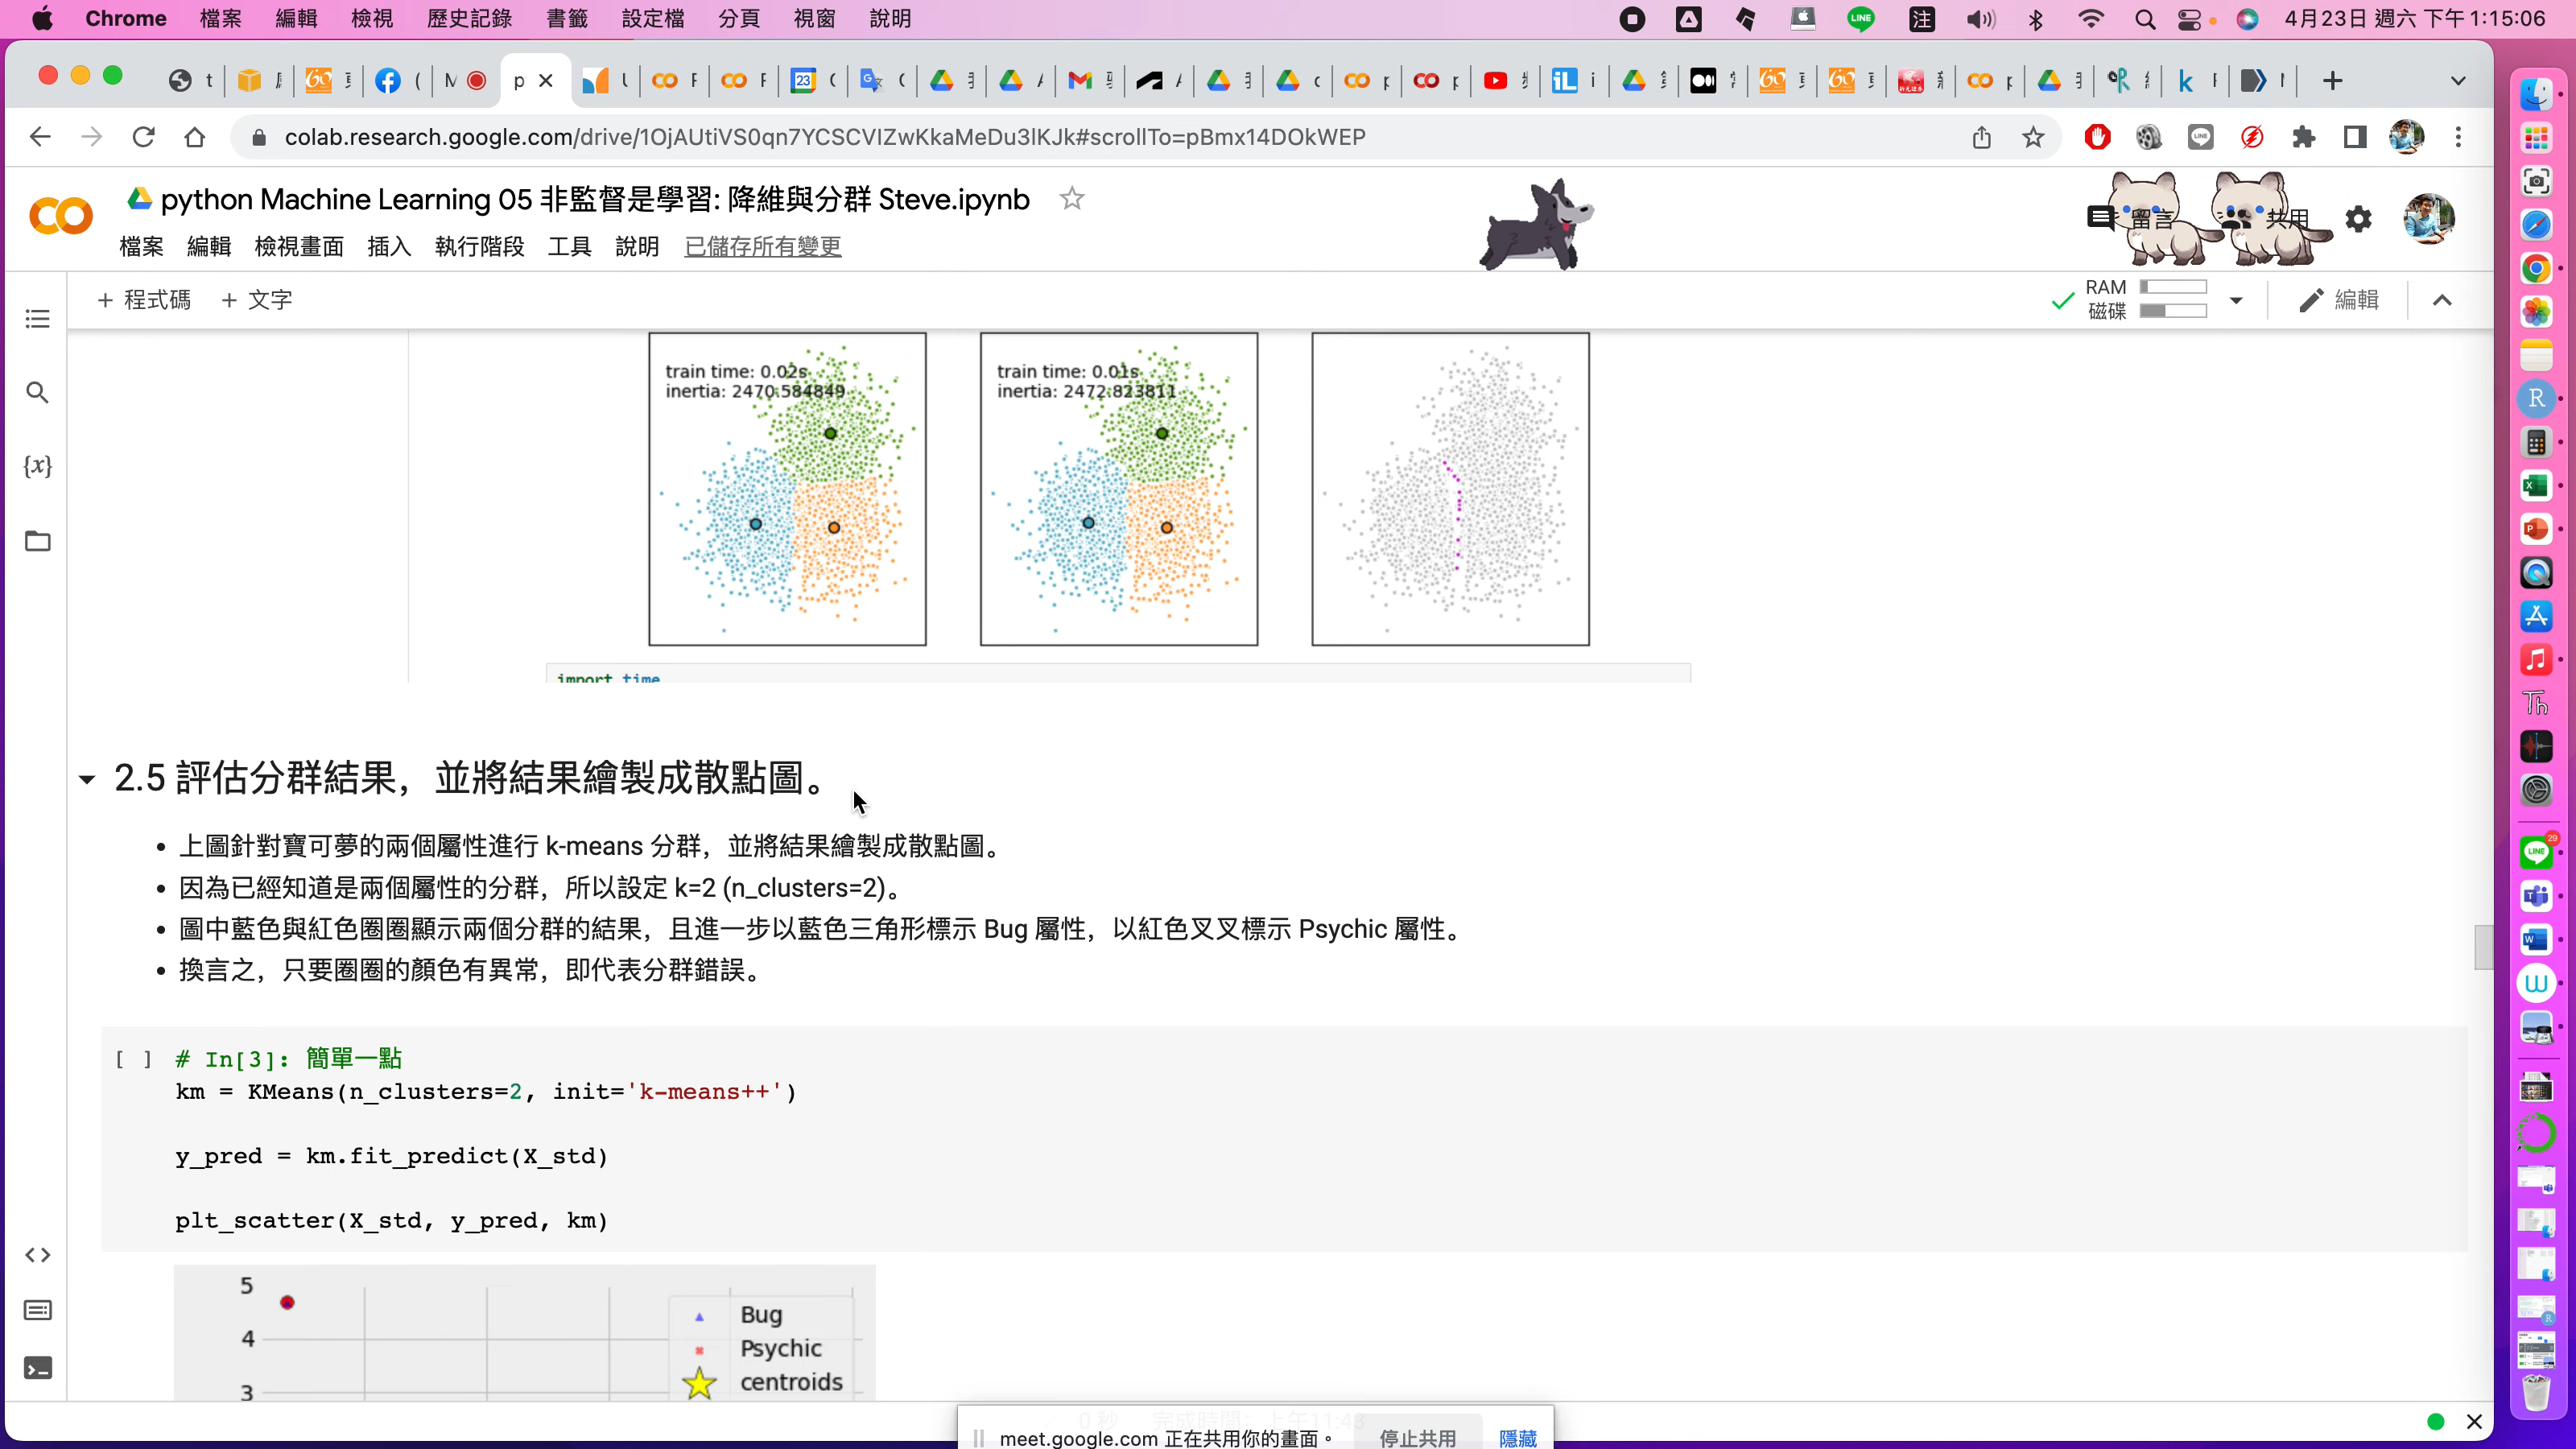 Chrome 檔案 編輯 檢視 歷史記錄 書籤 設定檔 分頁 視窗 說明
LINE 注 4月23日 週六 下午 1:15:06
colab.research.google.com/drive/1OjAUtiVS0qn7YCSCVIZwKkaMeDu3lKJk#scrollTo=pBmx14DOkWEP
python Machine Learning 05 非監督是學習: 降維與分群 Steve.ipynb
留言 共用
檔案 編輯 檢視畫面 插入 執行階段 工具 說明 已儲存所有變更
+ 程式碼 + 文字
RAM
磁碟
編輯
train time: 0.02s
inertia: 2470.584849
train time: 0.01s
inertia: 2472.823811
import time
2.5 評估分群結果，並將結果繪製成散點圖。
上圖針對寶可夢的兩個屬性進行 k-means 分群，並將結果繪製成散點圖。
因為已經知道是兩個屬性的分群，所以設定 k=2 (n_clusters=2)。
圖中藍色與紅色圈圈顯示兩個分群的結果，且進一步以藍色三角形標示 Bug 屬性，以紅色叉叉標示 Psychic 屬性。
換言之，只要圈圈的顏色有異常，即代表分群錯誤。
[ ] # In[3]: 簡單一點
km = KMeans(n_clusters=2, init='k-means++')
y_pred = km.fit_predict(X_std)
plt_scatter(X_std, y_pred, km)
5
4
3
Bug
Psychic
centroids
0 秒 完成時間：上午11:43
meet.google.com 正在共用你的畫面。 停止共用 隱藏